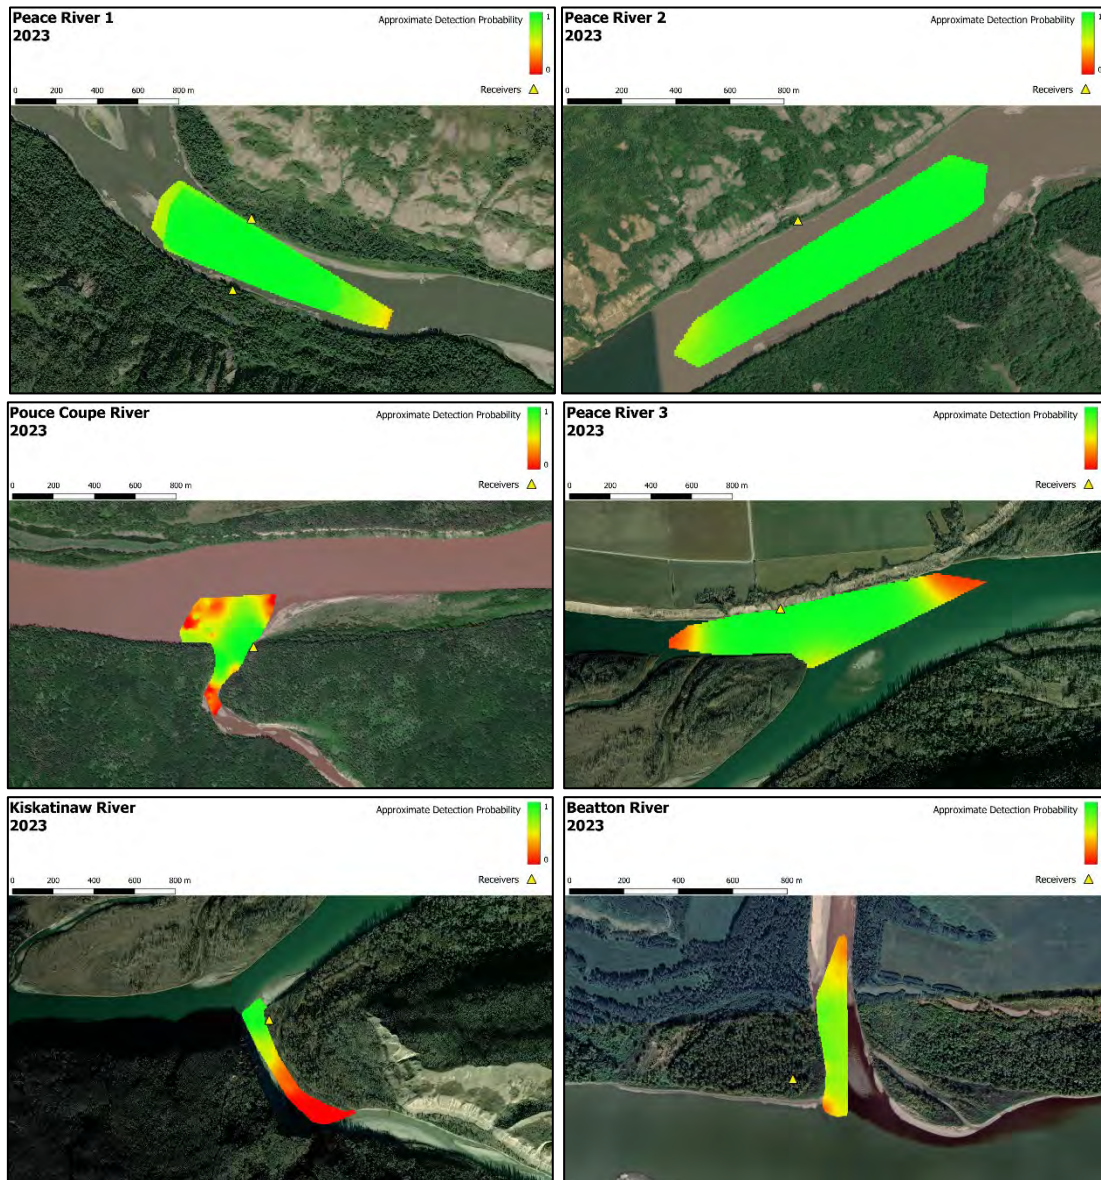 Peace River 1
2023
Approximate Detection Probability
1
0
0 200 400 600 800 m
Receivers
Peace River 2
2023
Approximate Detection Probability
1
0
0 200 400 600 800 m
Receivers
Pouce Coupe River
2023
Approximate Detection Probability
1
0
0 200 400 600 800 m
Receivers
Peace River 3
2023
Approximate Detection Probability
1
0 200 400 600 800 m
Receivers
Kiskatinaw River
2023
Approximate Detection Probability
1
0
0 200 400 600 800 m
Receivers
Beatton River
2023
Approximate Detection Probability
0 200 400 600 800 m
Receivers